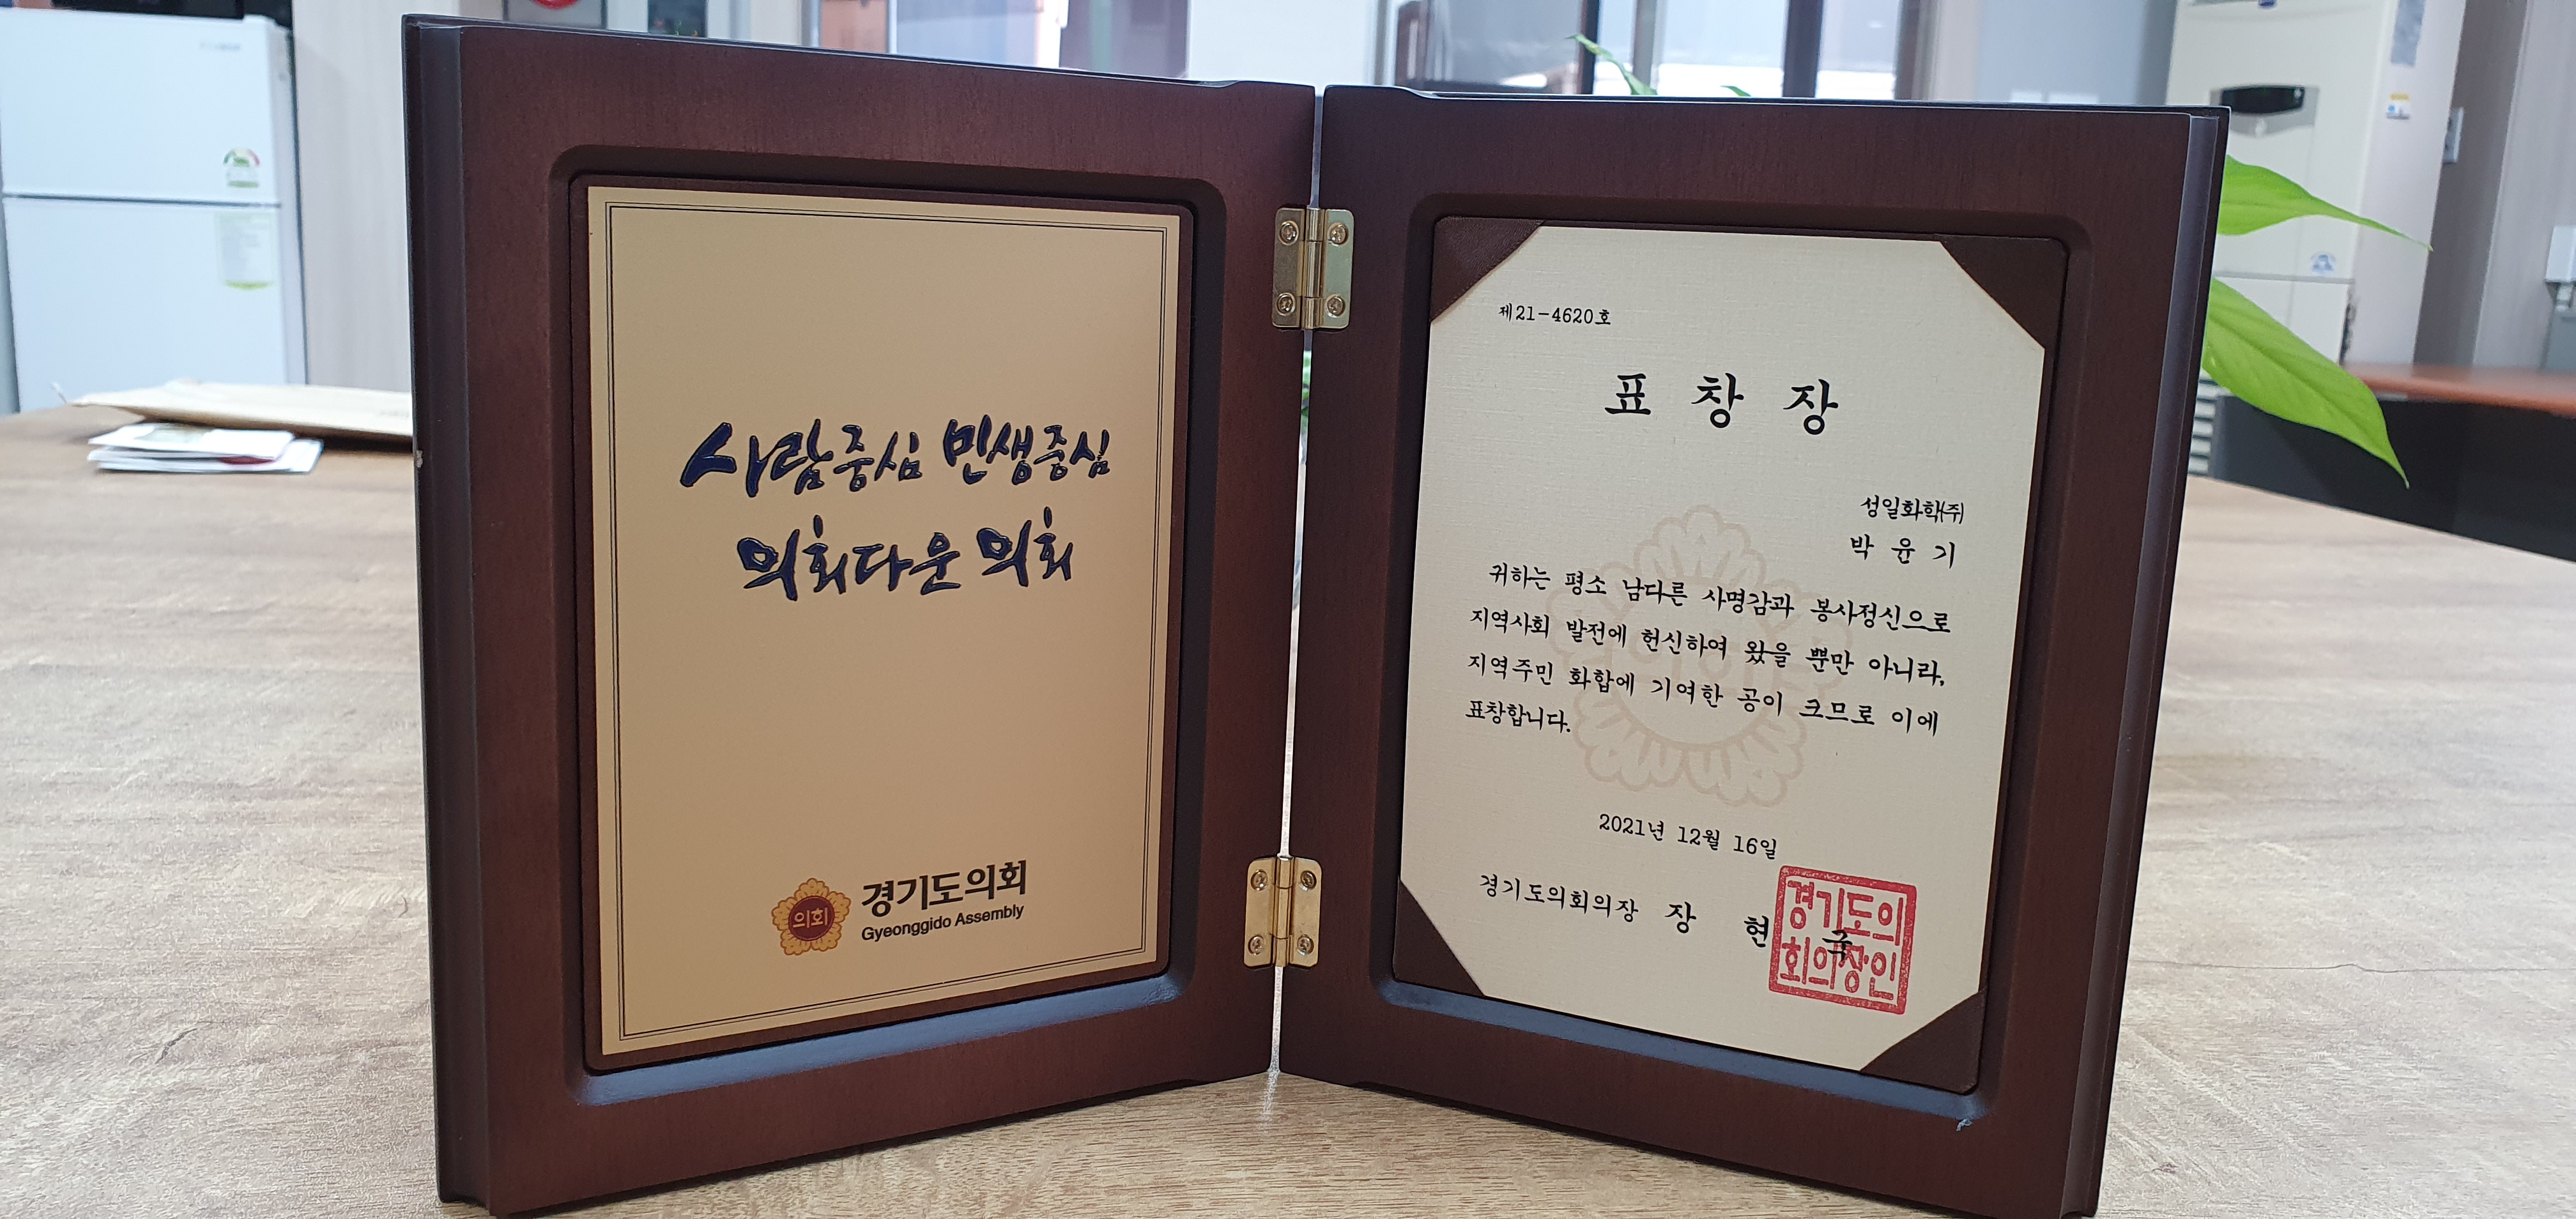 사람중심 민생중심
의회다운 의회
의회
경기도의회
Gyeonggido Assembly
제21-4620호
표 창 장
성일화학(주)
박 윤 기
귀하는 평소 남다른 사명감과 봉사정신으로
지역사회 발전에 헌신하여 왔을 뿐만 아니라,
지역주민 화합에 기여한 공이 크므로 이에
표창합니다.
2021년 12월 16일
경기도의회의장 장 현 국
경기도의
회의장인